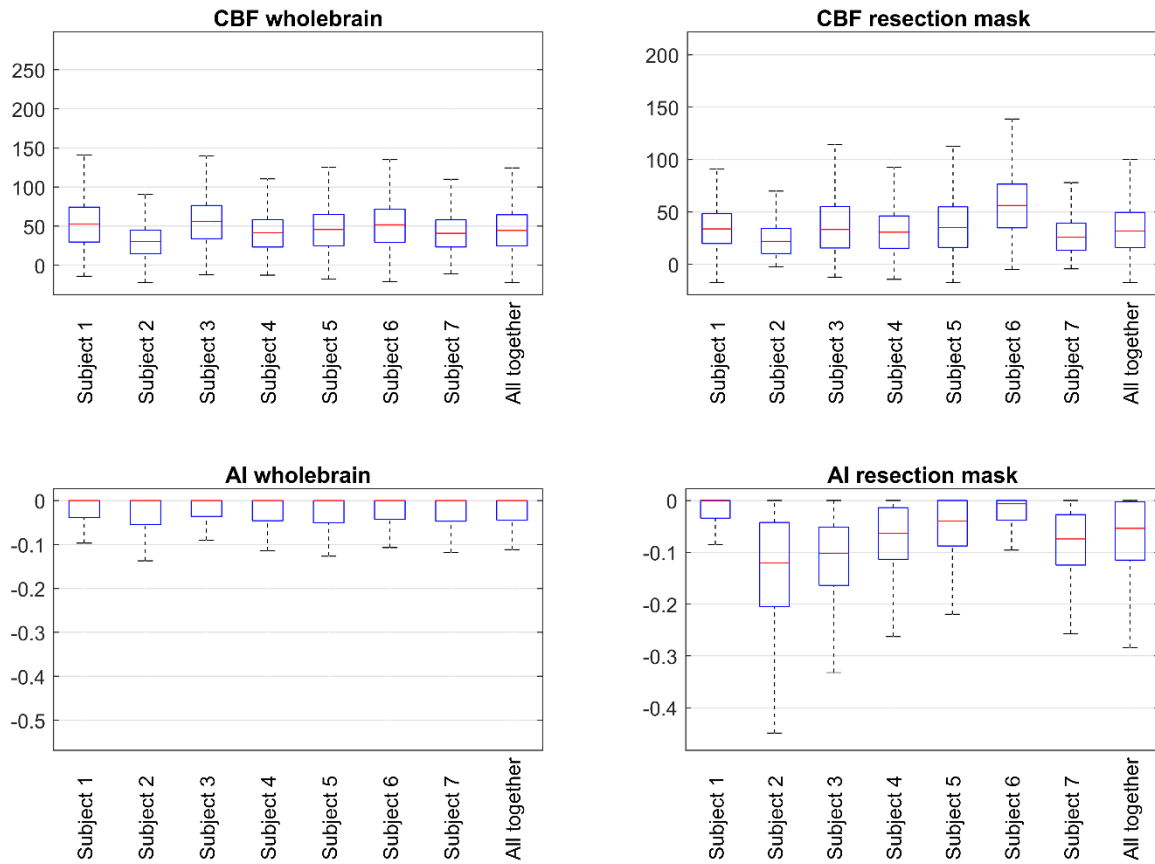 CBF wholebrain
250
200
150
100
50
0
Subject 1
Subject 2
Subject 3
Subject 4
Subject 5
Subject 6
Subject 7
All together
CBF resection mask
200
150
100
50
0
Subject 1
Subject 2
Subject 3
Subject 4
Subject 5
Subject 6
Subject 7
All together
AI wholebrain
0
-0.1
-0.2
-0.3
-0.4
-0.5
Subject 1
Subject 2
Subject 3
Subject 4
Subject 5
Subject 6
Subject 7
All together
AI resection mask
0
-0.1
-0.2
-0.3
-0.4
Subject 1
Subject 2
Subject 3
Subject 4
Subject 5
Subject 6
Subject 7
All together